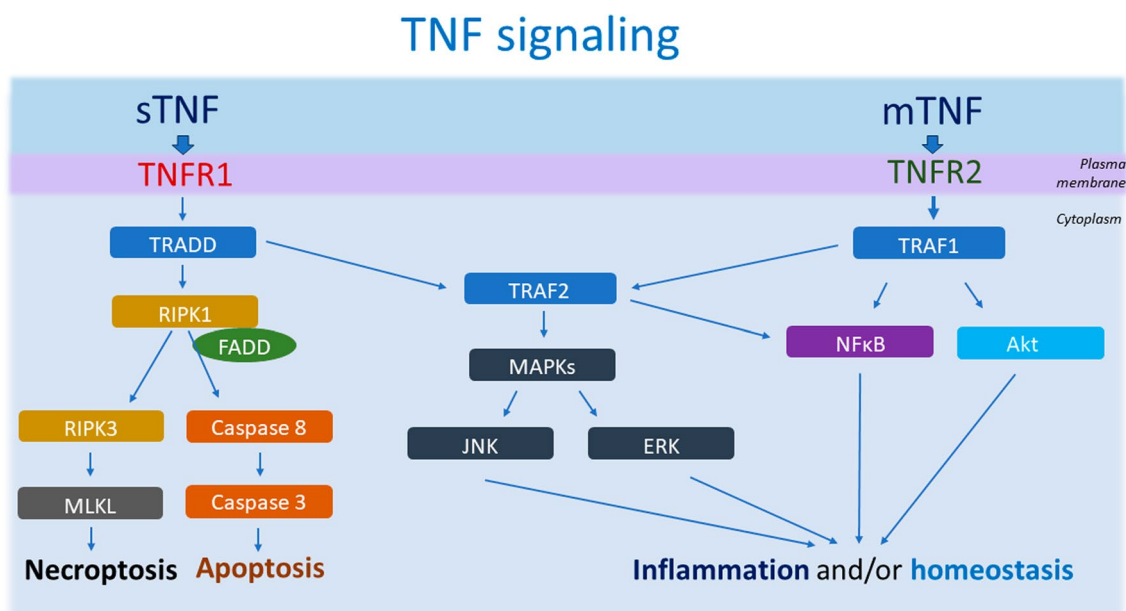 TNF signaling
sTNF
mTNF
TNFR1
TNFR2
Plasma
membrane
Cytoplasm
TRADD
TRAF1
TRAF2
RIPK1
FADD
NFκB
Akt
MAPKs
RIPK3
Caspase 8
JNK
ERK
MLKL
Caspase 3
Necroptosis
Apoptosis
Inflammation and/or homeostasis